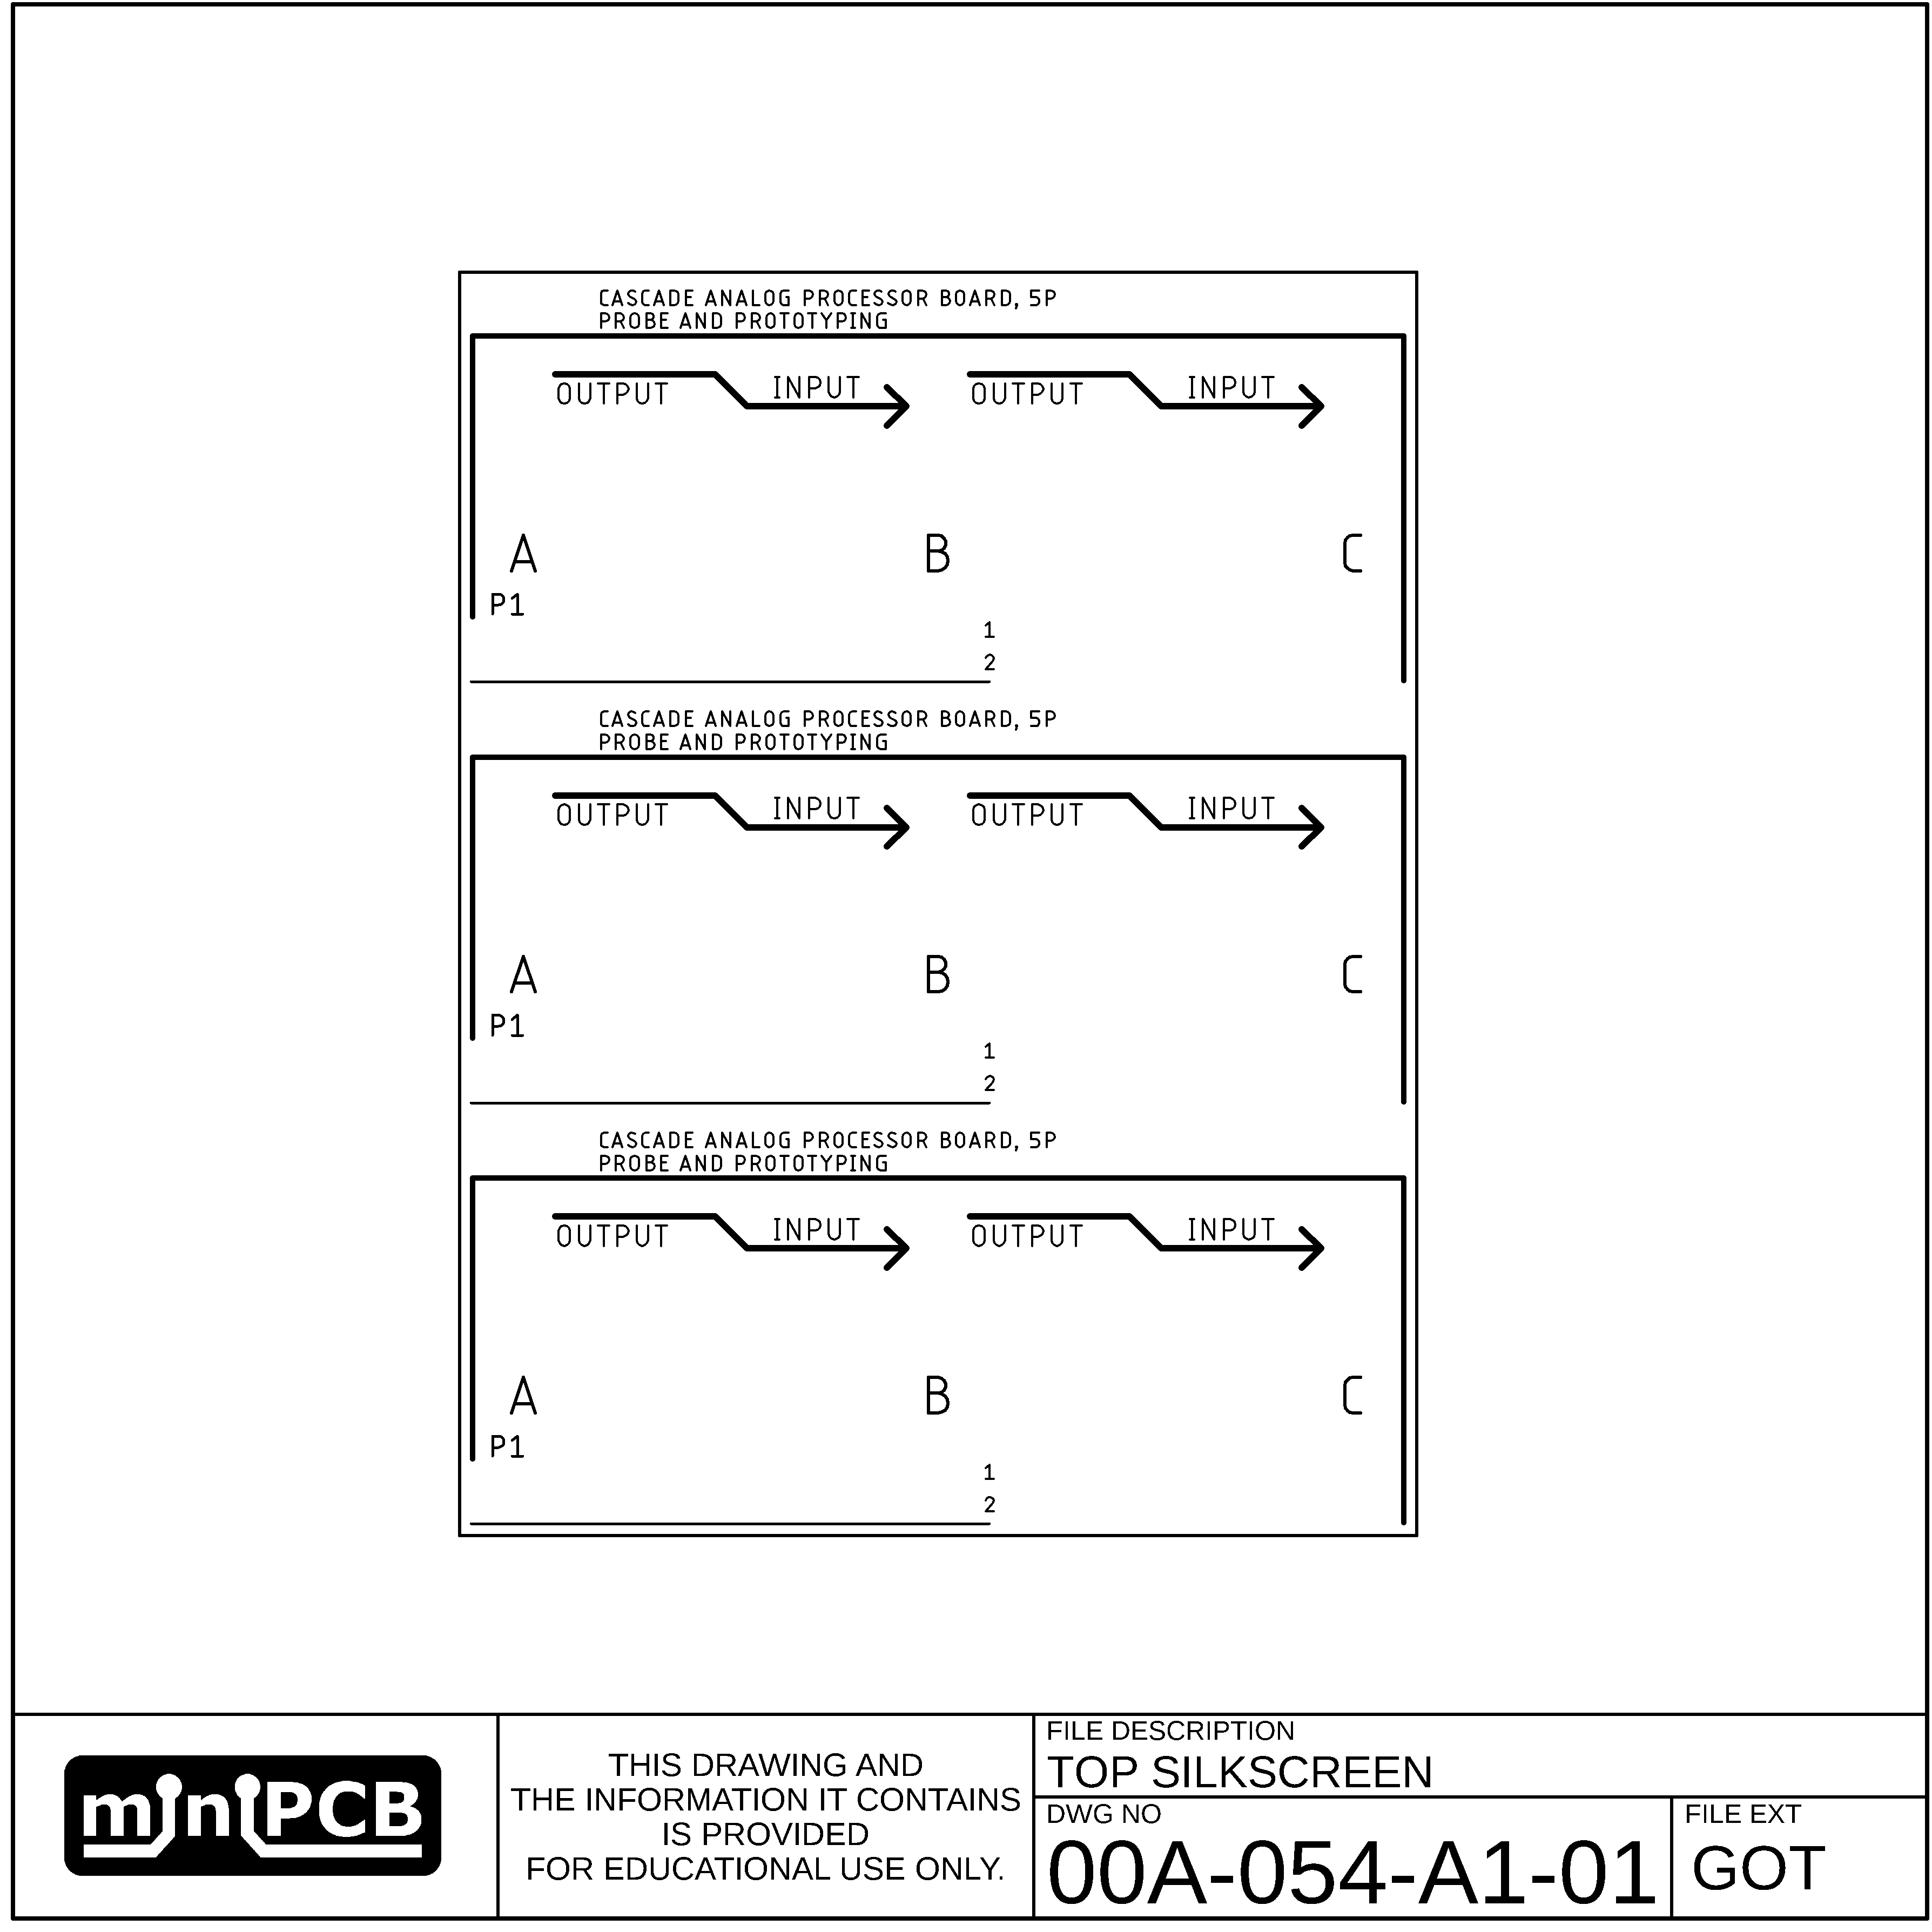 CASCADE ANALOG PROCESSOR BOARD, 5P
PROBE AND PROTOTYPING
OUTPUT INPUT OUTPUT INPUT
A B C
P1
1
2
CASCADE ANALOG PROCESSOR BOARD, 5P
PROBE AND PROTOTYPING
OUTPUT INPUT OUTPUT INPUT
A B C
P1
1
2
CASCADE ANALOG PROCESSOR BOARD, 5P
PROBE AND PROTOTYPING
OUTPUT INPUT OUTPUT INPUT
A B C
P1
1
2
miniPCB
THIS DRAWING AND
THE INFORMATION IT CONTAINS
IS PROVIDED
FOR EDUCATIONAL USE ONLY.
FILE DESCRIPTION
TOP SILKSCREEN
DWG NO
00A-054-A1-01
FILE EXT
GOT